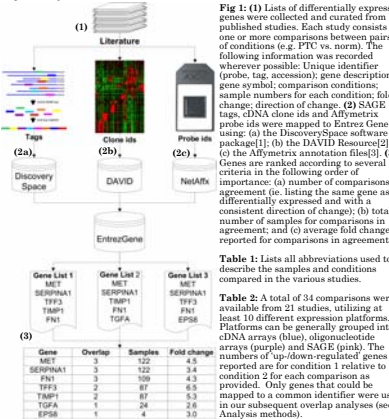 Fig 1: (1) Lists of differentially express
genes were collected and curated from
published studies. Each study consists
one or more comparisons between pairs
of conditions (e.g. PTC vs. norm). The
following information was recorded
wherever possible: Unique identifier
(probe, tag, accession); gene description
gene symbol; comparison conditions;
sample numbers for each condition; fol
change; direction of change. (2) SAGE
tags, cDNA clone ids and Affymetrix
probe ids were mapped to Entrez Gene
using: (a) the DiscoverySpace software
package[1]; (b) the DAVID Resource[2]
(c) the Affymetrix annotation files[3].
Genes are ranked according to several
criteria in the following order of
importance: (a) number of comparisons
agreement (ie. listing the same gene as
differentially expressed and with a
consistent direction of change); (b) tota
number of samples for comparisons in
agreement; and (c) average fold change
reported for comparisons in agreement
Table 1: Lists all abbreviations used to
describe the samples and conditions
compared in the various studies.
Table 2: A total of 34 comparisons were
available from 21 studies, utilizing at
least 10 different expression platforms.
Platforms can be generally grouped int
cDNA arrays (blue), oligonucleotide
arrays (purple) and SAGE (pink). The
numbers of 'up-/down-regulated' genes
reported are for condition 1 relative to
condition 2 for each comparison as
provided. Only genes that could be
mapped to a common identifier were us
in our subsequent overlap analyses (see
Analysis methods).
(1)
Literature
Tags
Clone ids
Probe ids
(2a)
(2b)
(2c)
Discovery
Space
DAVID
NetAffx
EntrezGene
Gene List 1
MET
SERPINA1
TFF3
TIMP1
FN1
Gene List 2
MET
SERPINA1
TIMP1
FN1
TGFA
Gene List 3
MET
SERPINA1
TFF3
FN1
EPS8
(3)
Gene Overlap Samples Fold change
MET 3 122 4.5
SERPINA1 3 122 3.4
FN1 3 109 4.3
TFF3 2 87 6.5
TIMP1 2 87 5.3
TGFA 1 24 2.6
EPS8 1 4 3.0